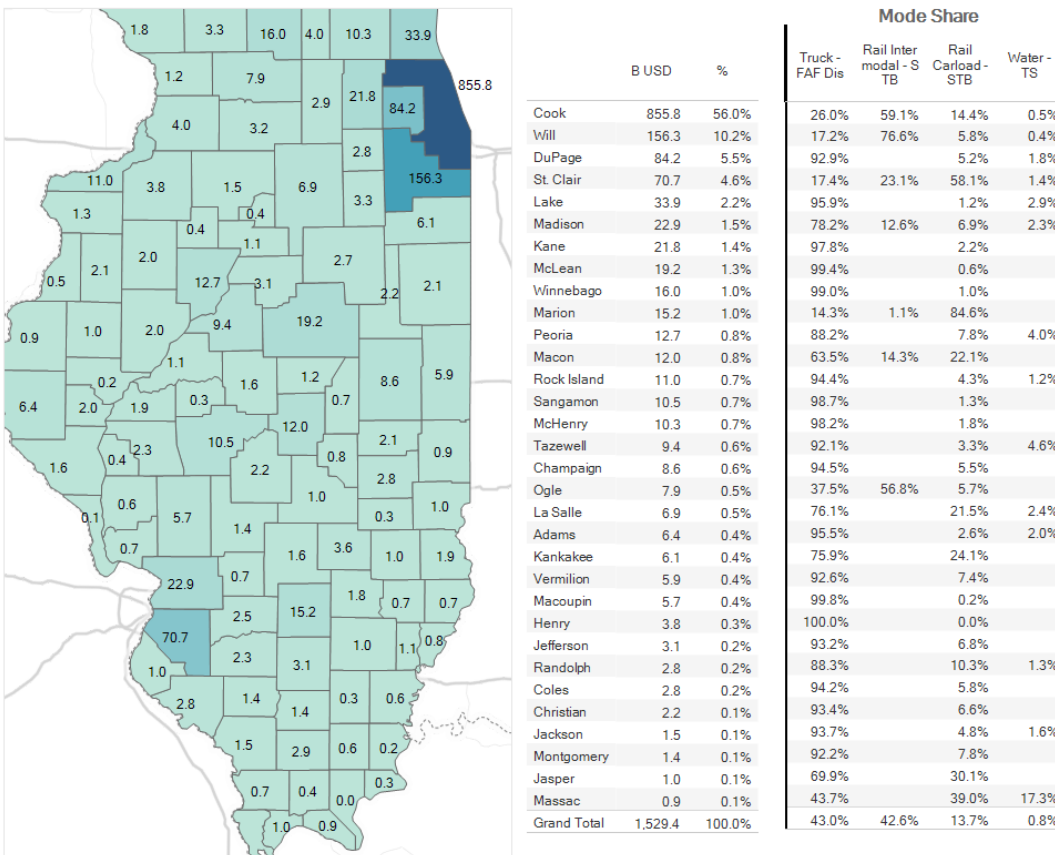 1.8 3.3 16.0 4.0 10.3 33.9
1.2 7.9 2.9 21.8 84.2 855.8
4.0 3.2
2.8 156.3
11.0 3.8 1.5 6.9 3.3
1.3 0.4 0.4 6.1
1.1
0.5 2.1 2.0 12.7 3.1 2.7 2.2 2.1
0.9 1.0 2.0 9.4 19.2
1.1
6.4 0.2 2.0 1.9 0.3 1.6 1.2 0.7 8.6 5.9
12.0
1.6 0.4 2.3 10.5 2.2 0.8 2.1 0.9
2.8
0.1 0.6 5.7 1.4 1.0 0.3 1.0
0.7 1.6 3.6 1.0 1.9
22.9 0.7 15.2 1.8 0.7 0.7
70.7 2.5 1.0 1.1 0.8
1.0 2.3 3.1
2.8 1.4 1.4 0.3 0.6
1.5 2.9 0.6 0.2
0.7 0.4 0.0 0.3
1.0 0.9
Mode Share
B USD % Truck - FAF Dis Rail Inter modal - S TB Rail Carload - STB Water - TS
Cook 855.8 56.0% 26.0% 59.1% 14.4% 0.5%
Will 156.3 10.2% 17.2% 76.6% 5.8% 0.4%
DuPage 84.2 5.5% 92.9% 5.2% 1.8%
St. Clair 70.7 4.6% 17.4% 23.1% 58.1% 1.4%
Lake 33.9 2.2% 95.9% 1.2% 2.9%
Madison 22.9 1.5% 78.2% 12.6% 6.9% 2.3%
Kane 21.8 1.4% 97.8% 2.2%
McLean 19.2 1.3% 99.4% 0.6%
Winnebago 16.0 1.0% 99.0% 1.0%
Marion 15.2 1.0% 14.3% 1.1% 84.6%
Peoria 12.7 0.8% 88.2% 7.8% 4.0%
Macon 12.0 0.8% 63.5% 14.3% 22.1%
Rock Island 11.0 0.7% 94.4% 4.3% 1.2%
Sangamon 10.5 0.7% 98.7% 1.3%
McHenry 10.3 0.7% 98.2% 1.8%
Tazewell 9.4 0.6% 92.1% 3.3% 4.6%
Champaign 8.6 0.6% 94.5% 5.5%
Ogle 7.9 0.5% 37.5% 56.8% 5.7%
La Salle 6.9 0.5% 76.1% 21.5% 2.4%
Adams 6.4 0.4% 95.5% 2.6% 2.0%
Kankakee 6.1 0.4% 75.9% 24.1%
Vermilion 5.9 0.4% 92.6% 7.4%
Macoupin 5.7 0.4% 99.8% 0.2%
Henry 3.8 0.3% 100.0% 0.0%
Jefferson 3.1 0.2% 93.2% 6.8%
Randolph 2.8 0.2% 88.3% 10.3% 1.3%
Coles 2.8 0.2% 94.2% 5.8%
Christian 2.2 0.1% 93.4% 6.6%
Jackson 1.5 0.1% 93.7% 4.8% 1.6%
Montgomery 1.4 0.1% 92.2% 7.8%
Jasper 1.0 0.1% 69.9% 30.1%
Massac 0.9 0.1% 43.7% 39.0% 17.3%
Grand Total 1,529.4 100.0% 43.0% 42.6% 13.7% 0.8%